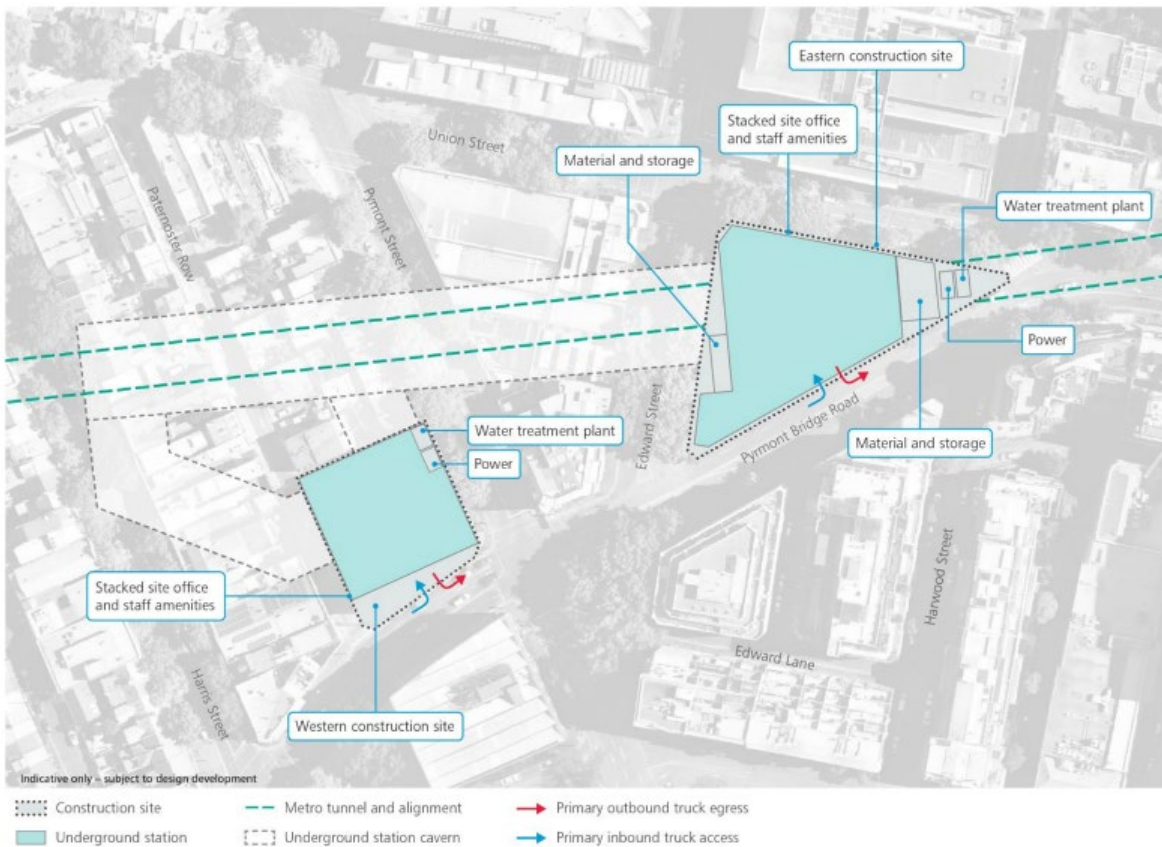 Eastern construction site
Stacked site office
and staff amenities
Union Street
Material and storage
Paternoster Row
Pymont Street
Water treatment plant
Power
Water treatment plant
Edward Street
Pyrmont Bridge Road
Material and storage
Power
Stacked site office
and staff amenities
Harwood Street
Edward Lane
Harris Street
Western construction site
Indicative only – subject to design development
Construction site
Metro tunnel and alignment
Primary outbound truck egress
Underground station
Underground station cavern
Primary inbound truck access